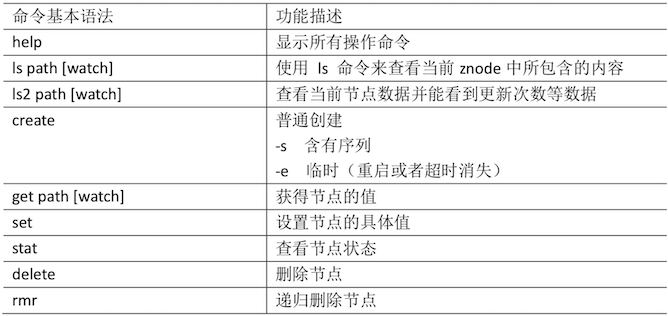 命令基本语法 功能描述
help 显示所有操作命令
ls path [watch] 使用 ls 命令来查看当前 znode 中所包含的内容
ls2 path [watch] 查看当前节点数据并能看到更新次数等数据
create 普通创建
-s 含有序列
-e 临时（重启或者超时消失）
get path [watch] 获得节点的值
set 设置节点的具体值
stat 查看节点状态
delete 删除节点
rmr 递归删除节点